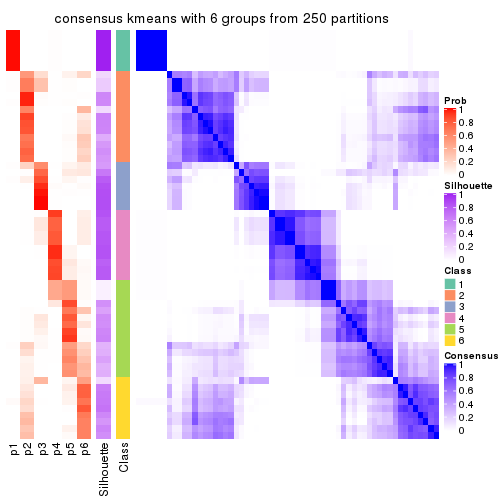 consensus kmeans with 6 groups from 250 partitions
Prob
1
0.8
0.6
0.4
0.2
0
Silhouette
1
0.8
0.6
0.4
0.2
0
Class
1
2
3
4
5
6
Consensus
1
0.8
0.6
0.4
0.2
0
p1
p2
p3
p4
p5
p6
Silhouette
Class